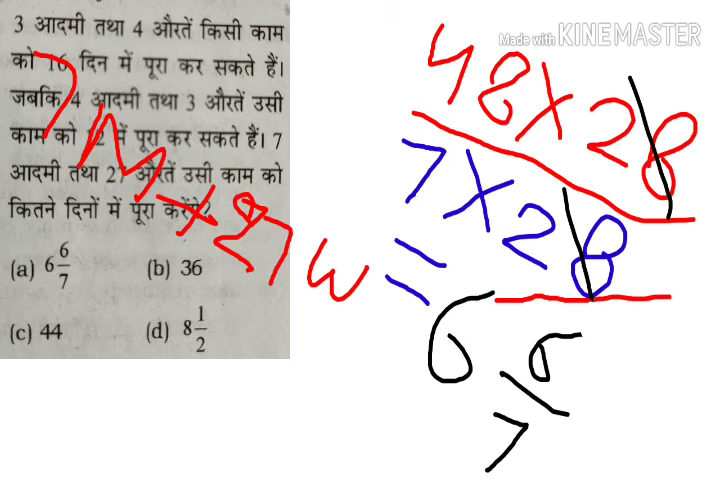 3 आदमी तथा 4 औरतें किसी काम
को 16 दिन में पूरा कर सकते हैं।
जबकि 4 आदमी तथा 3 औरतें उसी
काम को 12 में पूरा कर सकते हैं। 7
आदमी तथा 27 औरतें उसी काम को
कितने दिनों में पूरा करेंगे?
(a) 6 6/7 (b) 36
(c) 44 (d) 8 1/2
7 M × 27 W
Made with KINEMASTER
48 × 28
7 × 28
=
6 6/7